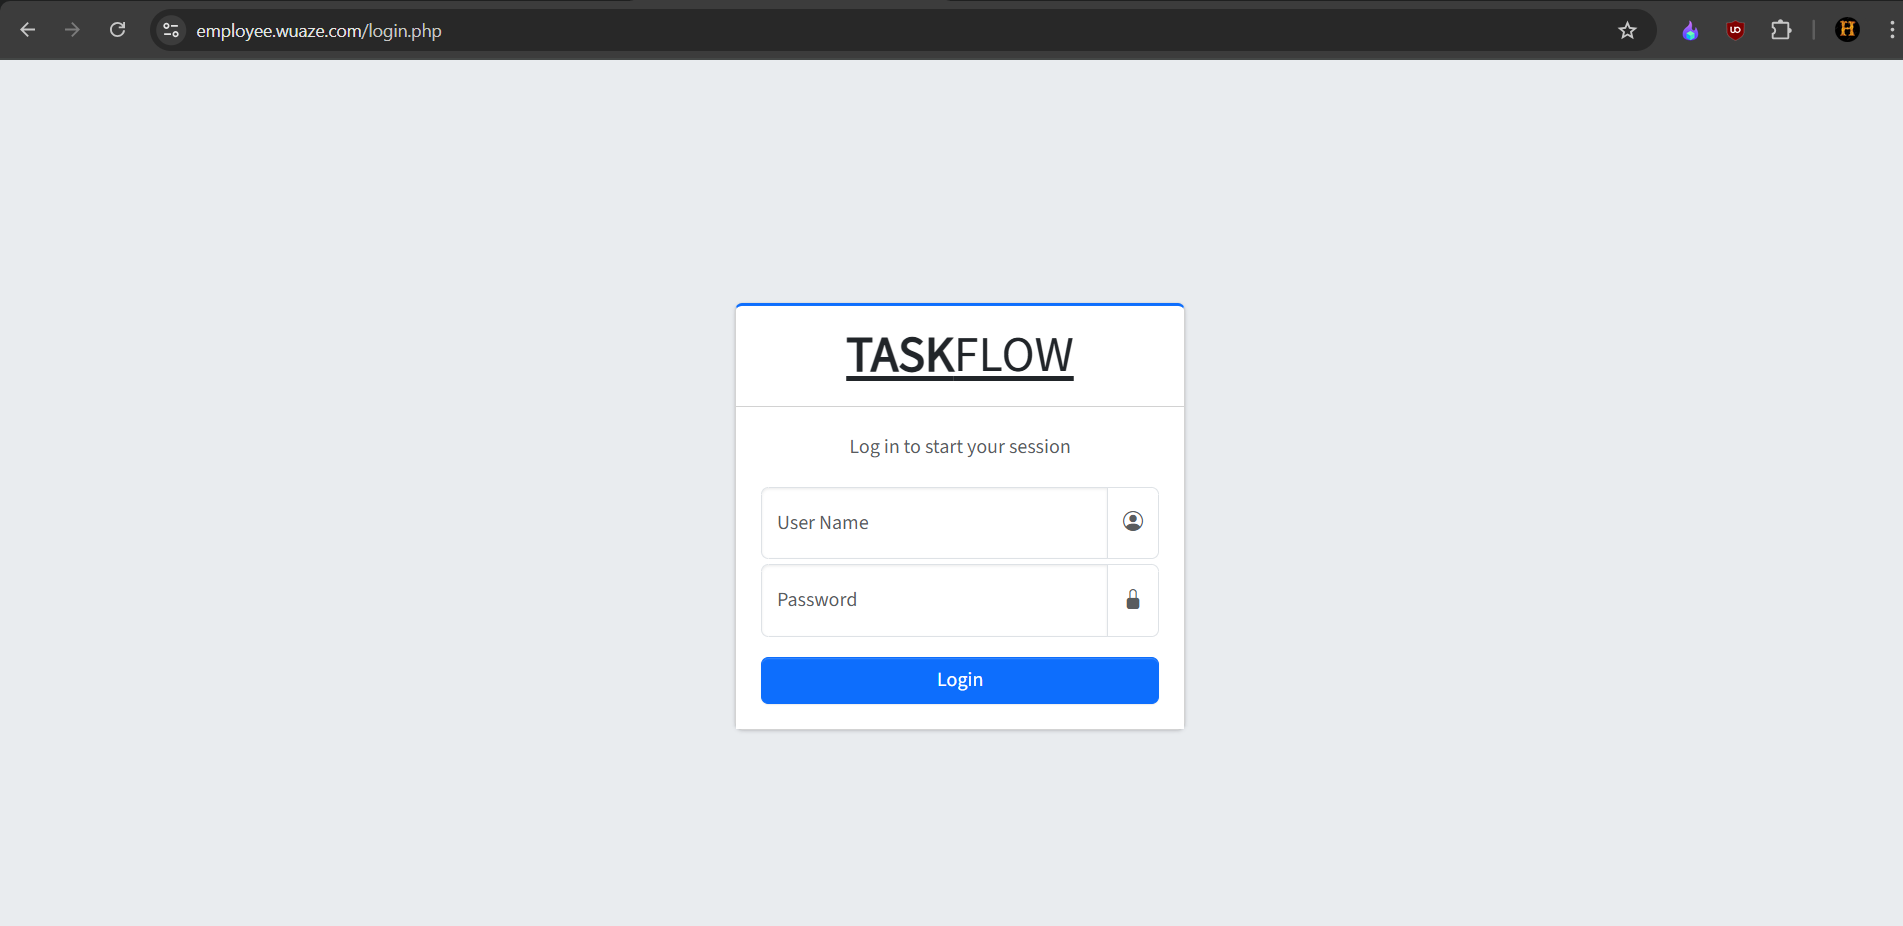 employee.wuaze.com/login.php
TASKFLOW
Log in to start your session
User Name
Password
Login